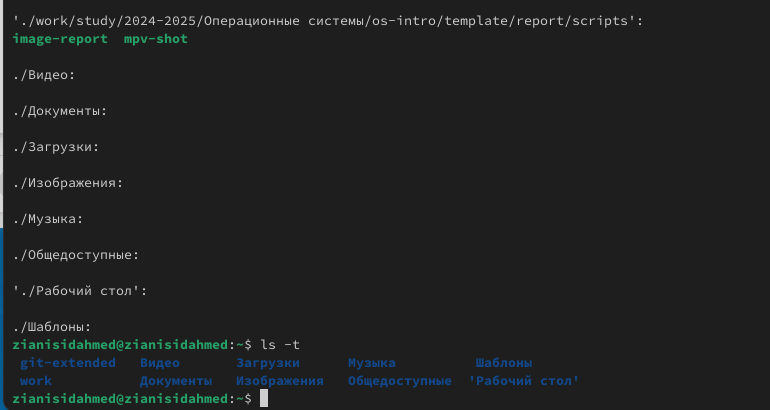 './work/study/2024-2025/Операционные системы/os-intro/template/report/scripts':
image-report  mpv-shot
./Видео:
./Документы:
./Загрузки:
./Изображения:
./Музыка:
./Общедоступные:
'./Рабочий стол':
./Шаблоны:
zianisidahmed@zianisidahmed:~$ ls -t
git-extended   Видео       Загрузки      Музыка          Шаблоны
work           Документы   Изображения   Общедоступные  'Рабочий стол'
zianisidahmed@zianisidahmed:~$